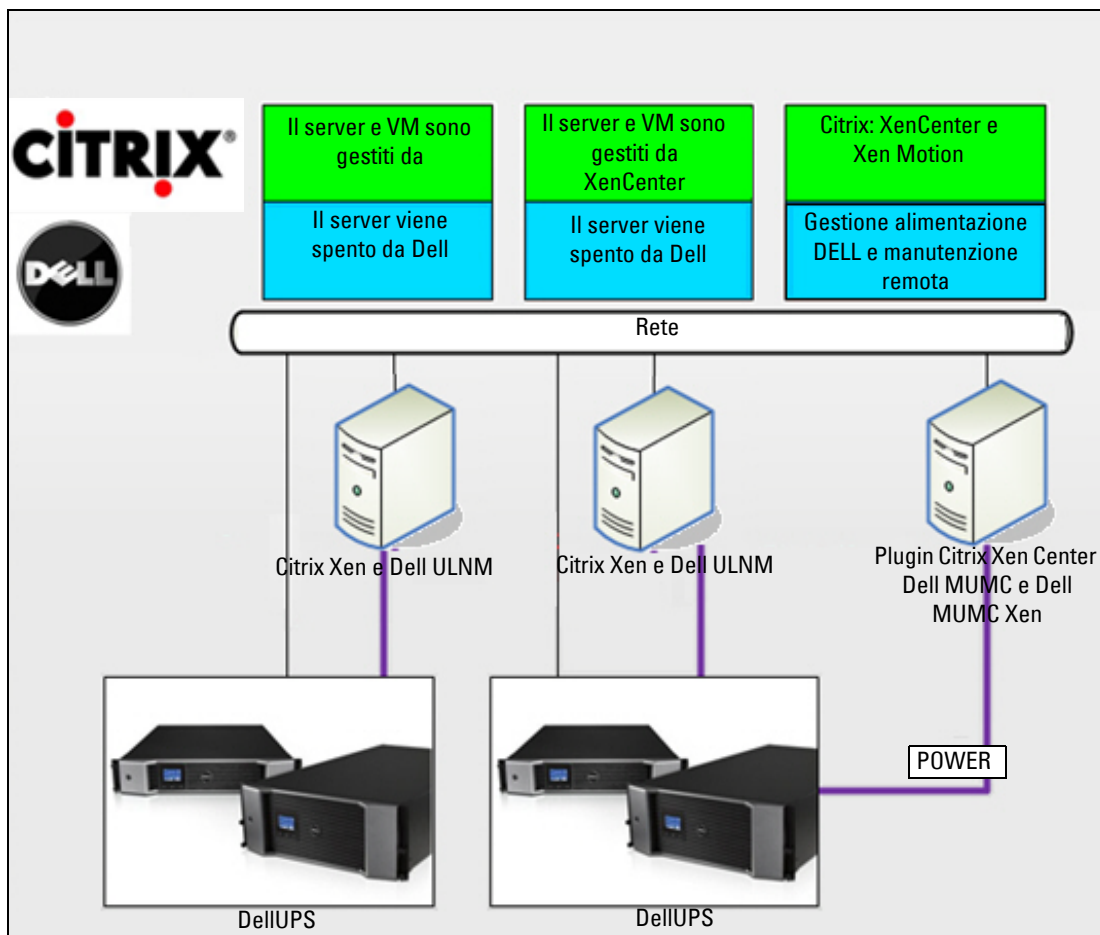 CİTRIX®
DELL
Il server e VM sono
gestiti da
Il server e VM sono
gestiti da
XenCenter
Citrix: XenCenter e
Xen Motion
Il server viene
spento da Dell
Il server viene
spento da Dell
Gestione alimentazione
DELL e manutenzione
remota
Rete
Citrix Xen e Dell ULNM
Citrix Xen e Dell ULNM
Plugin Citrix Xen Center
Dell MUMC e Dell
MUMC Xen
POWER
DellUPS
DellUPS